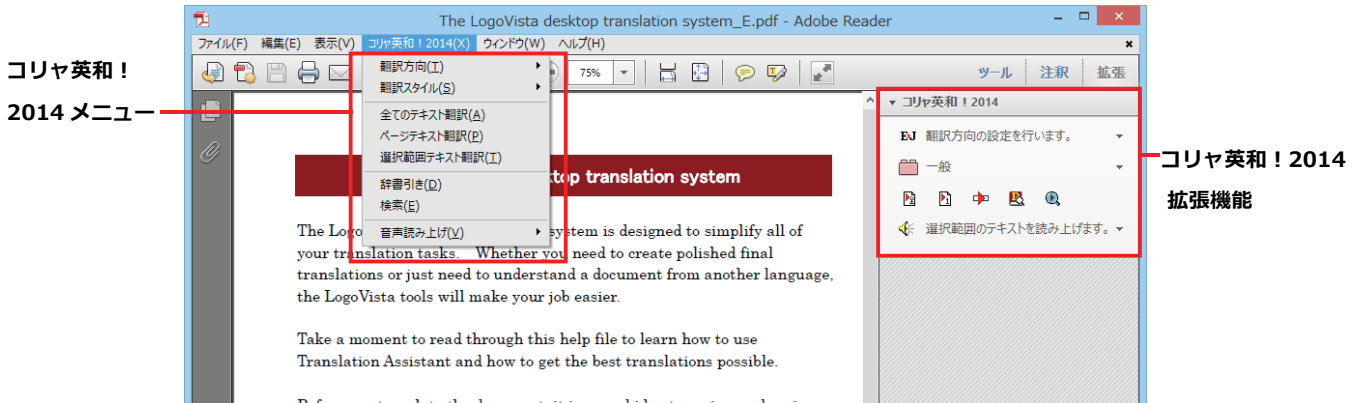 The LogoVista desktop translation system_E.pdf - Adobe Reader
ファイル(F) 編集(E) 表示(V) コリャ英和！2014(X) ウィンドウ(W) ヘルプ(H)
75%
ツール 注釈 拡張
コリャ英和！
2014 メニュー
翻訳方向(T)
翻訳スタイル(S)
全てのテキスト翻訳(A)
ページテキスト翻訳(P)
選択範囲テキスト翻訳(T)
辞書引き(D)
検索(E)
音声読み上げ(V)
コリャ英和！2014
EJ 翻訳方向の設定を行います。
一般
選択範囲のテキストを読み上げます。
コリャ英和！2014
拡張機能
ktop translation system
The Logo ystem is designed to simplify all of
your translation tasks. Whether you need to create polished final
translations or just need to understand a document from another language,
the LogoVista tools will make your job easier.
Take a moment to read through this help file to learn how to use
Translation Assistant and how to get the best translations possible.